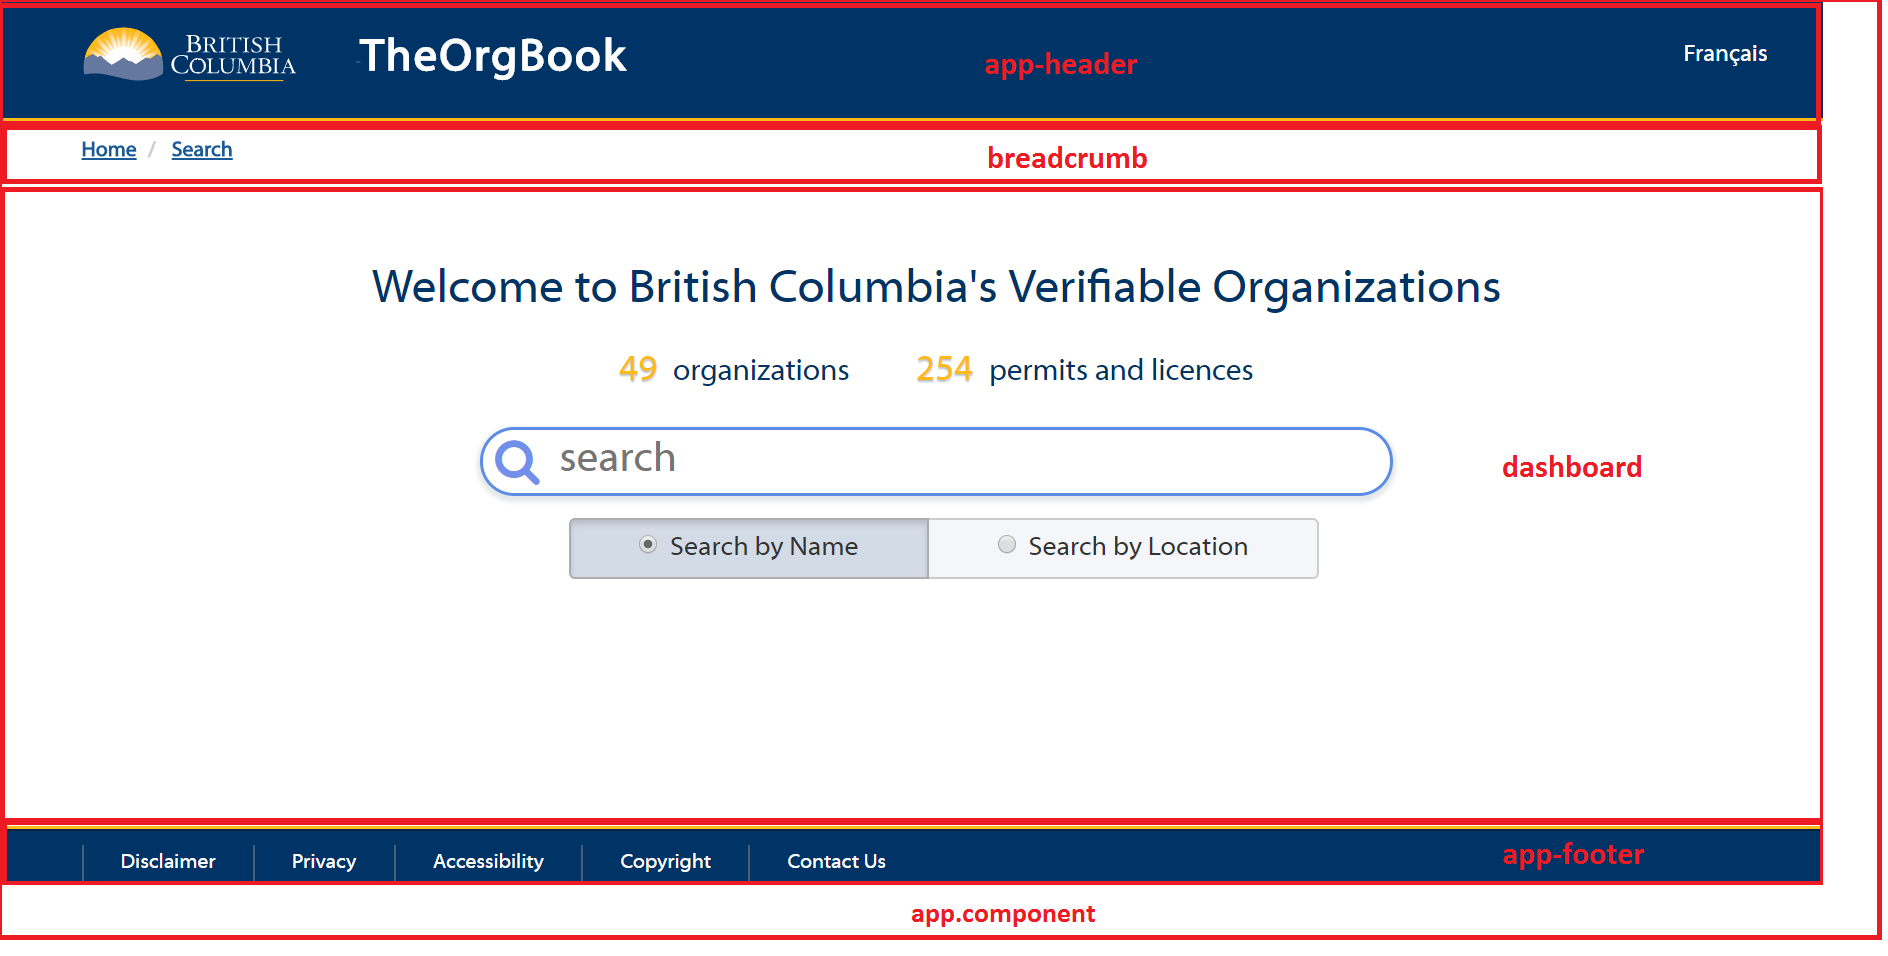 BRITISH
COLUMBIA
TheOrgBook
app-header
Français
Home / Search
breadcrumb
Welcome to British Columbia's Verifiable Organizations
49 organizations 254 permits and licences
search
dashboard
Search by Name Search by Location
Disclaimer Privacy Accessibility Copyright Contact Us
app-footer
app.component